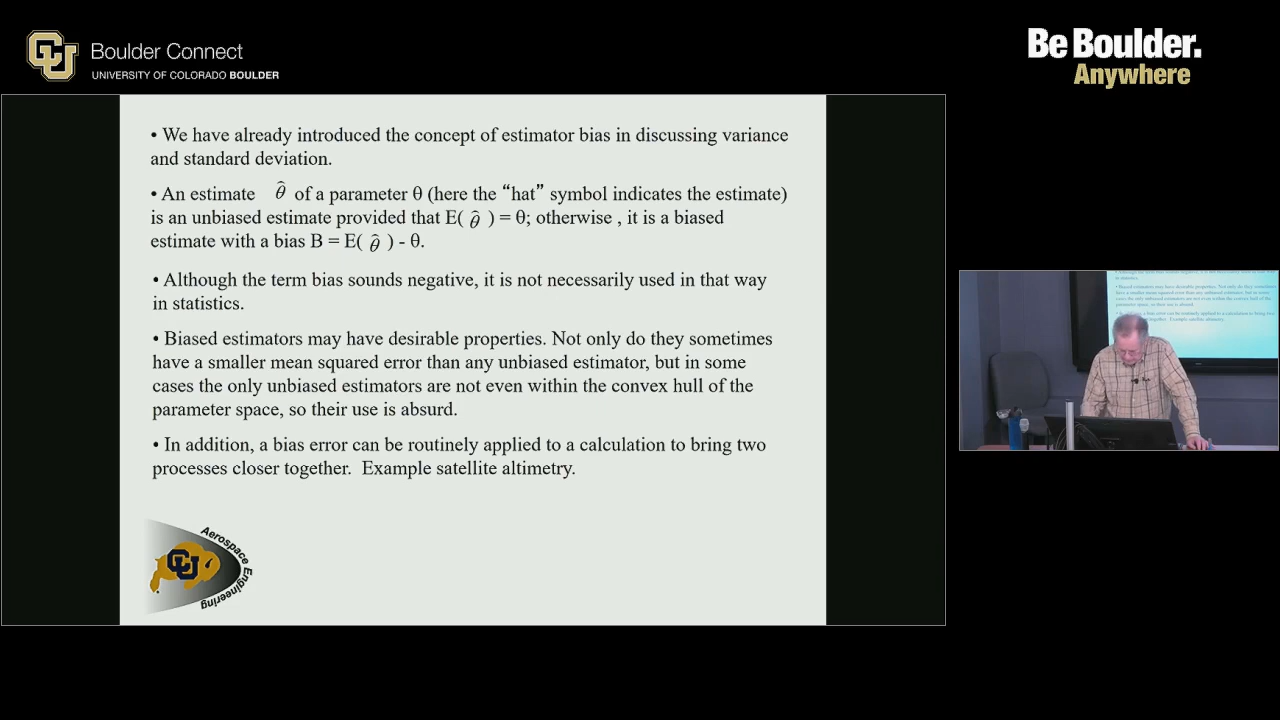 Boulder Connect
UNIVERSITY OF COLORADO BOULDER
Be Boulder.
Anywhere
• We have already introduced the concept of estimator bias in discussing variance
and standard deviation.
• An estimate θ̂ of a parameter θ (here the “hat” symbol indicates the estimate)
is an unbiased estimate provided that E( θ̂ ) = θ; otherwise , it is a biased
estimate with a bias B = E( θ̂ ) - θ.
• Although the term bias sounds negative, it is not necessarily used in that way
in statistics.
• Biased estimators may have desirable properties. Not only do they sometimes
have a smaller mean squared error than any unbiased estimator, but in some
cases the only unbiased estimators are not even within the convex hull of the
parameter space, so their use is absurd.
• In addition, a bias error can be routinely applied to a calculation to bring two
processes closer together. Example satellite altimetry.
CU
Aerospace Engineering